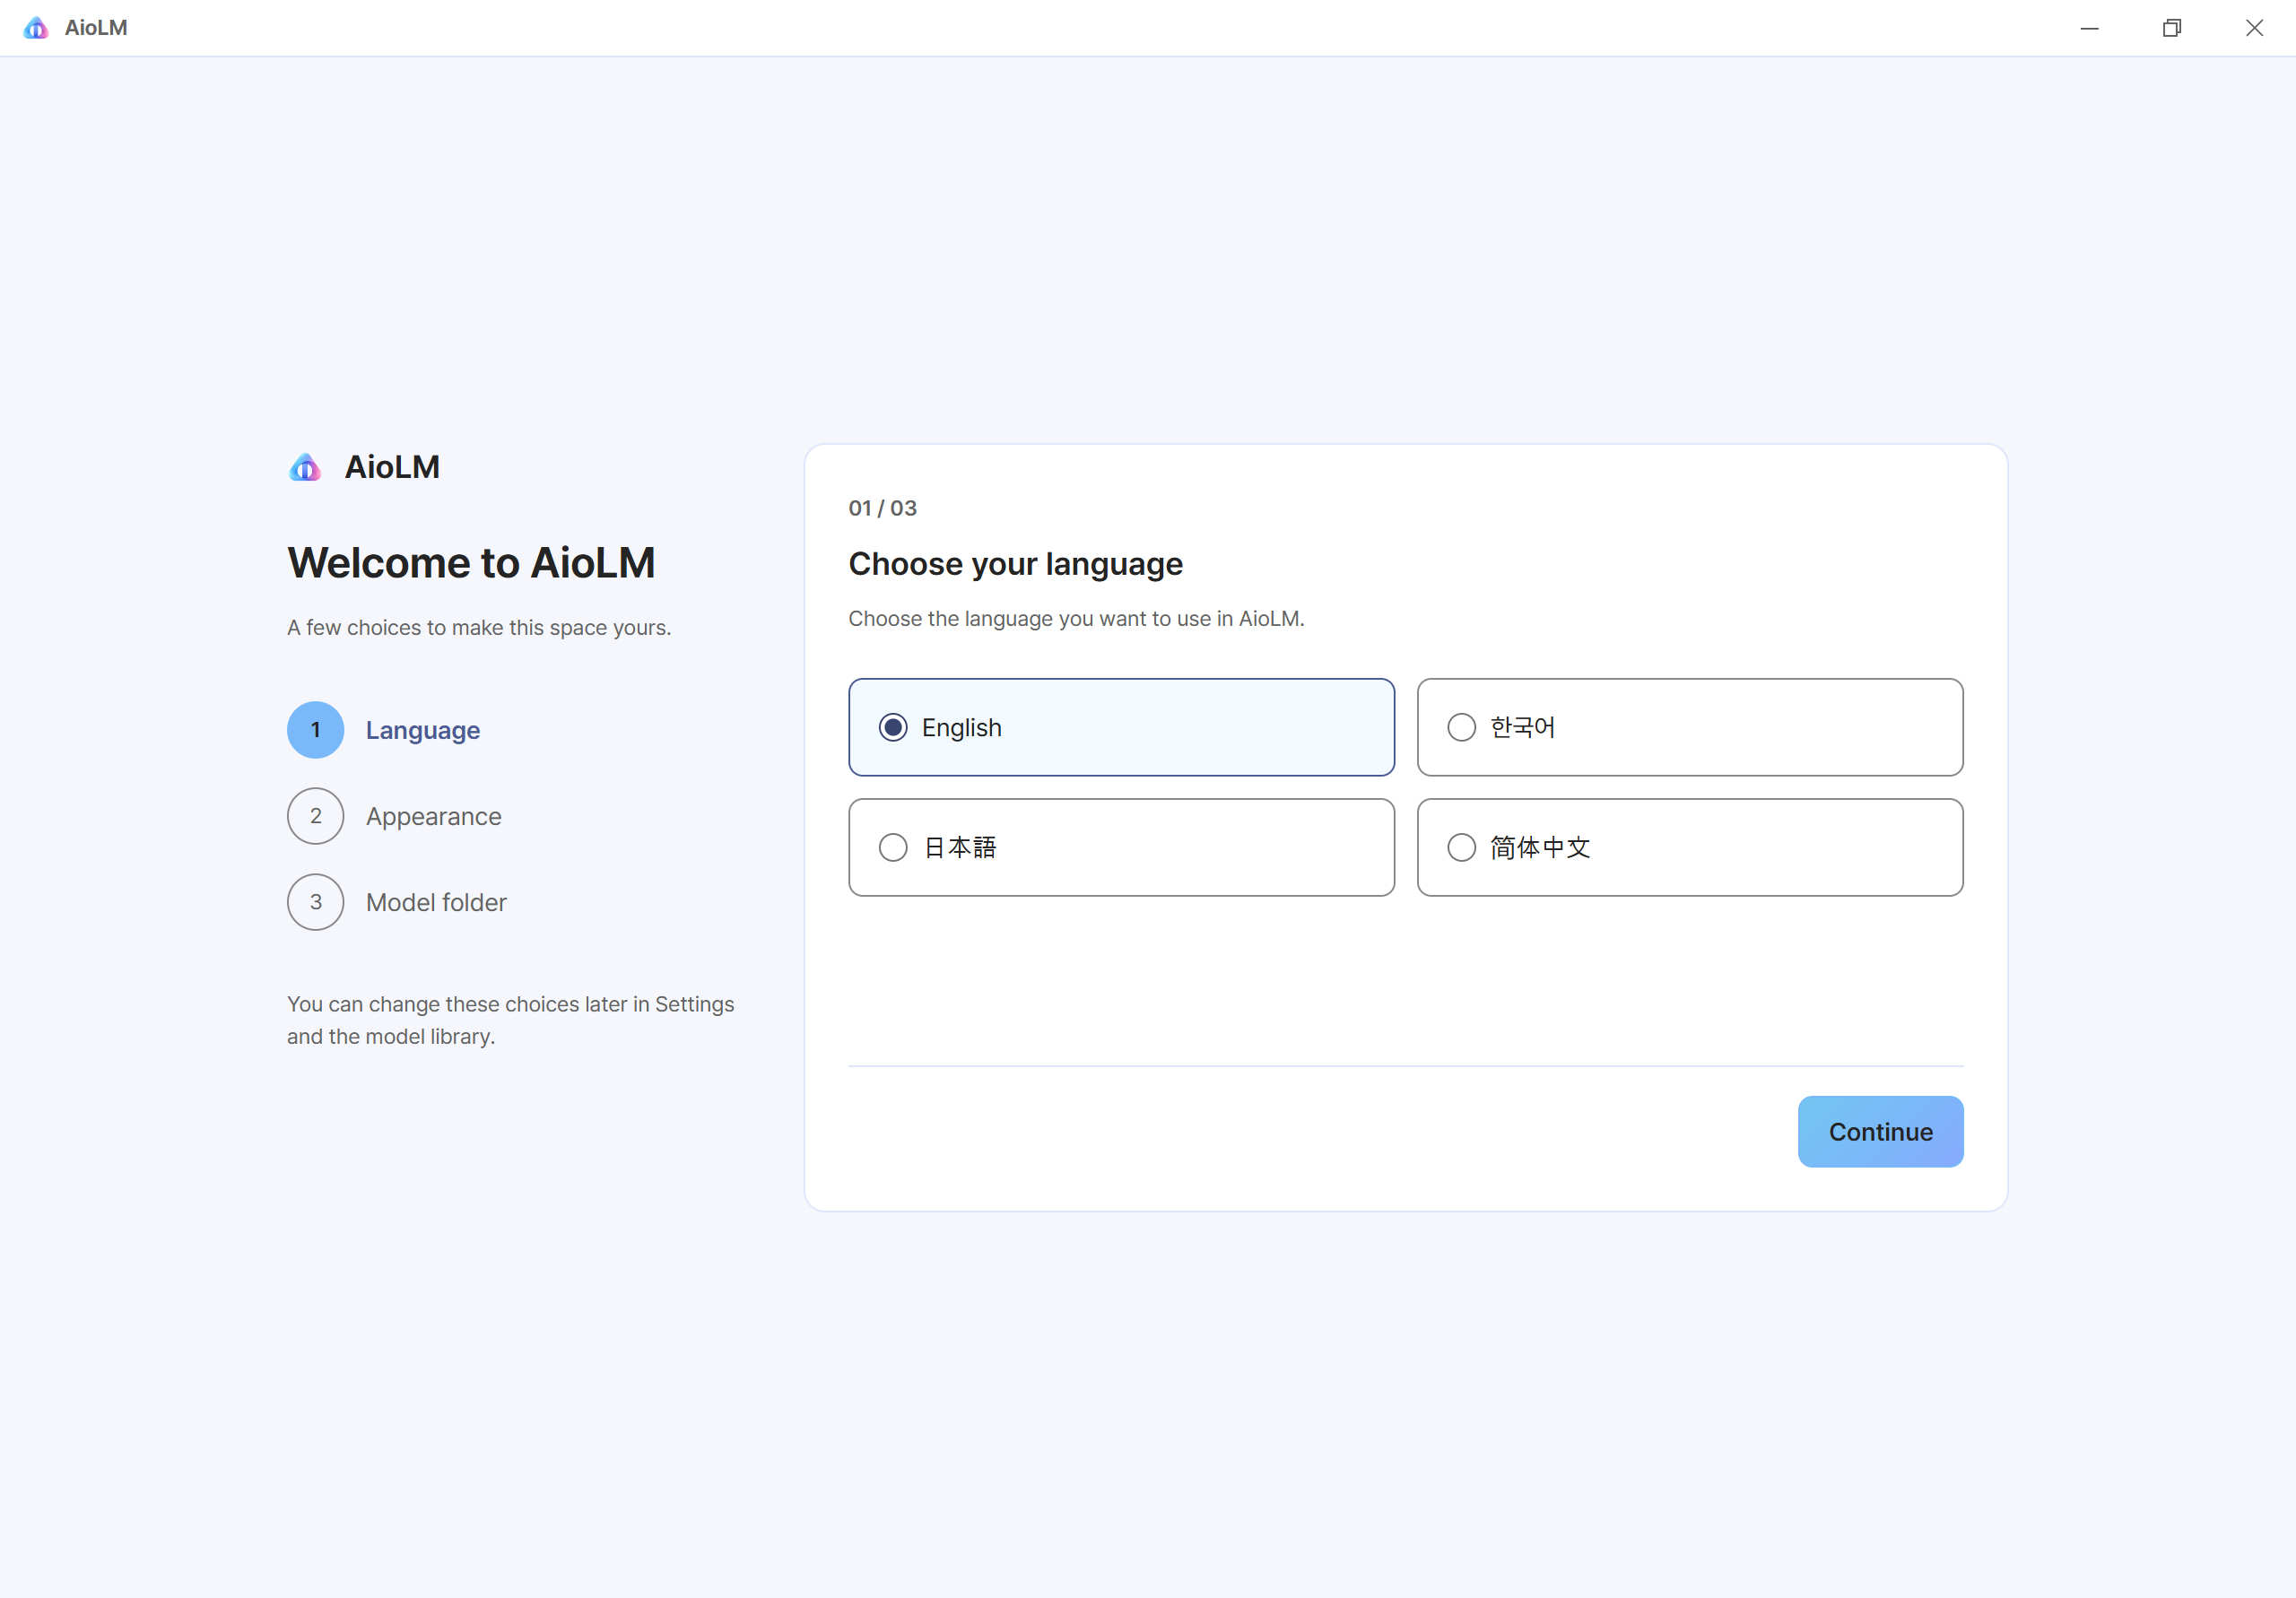 AioLM
AioLM
Welcome to AioLM
A few choices to make this space yours.
1 Language
2 Appearance
3 Model folder
You can change these choices later in Settings
and the model library.
01 / 03
Choose your language
Choose the language you want to use in AioLM.
English
한국어
日本語
简体中文
Continue